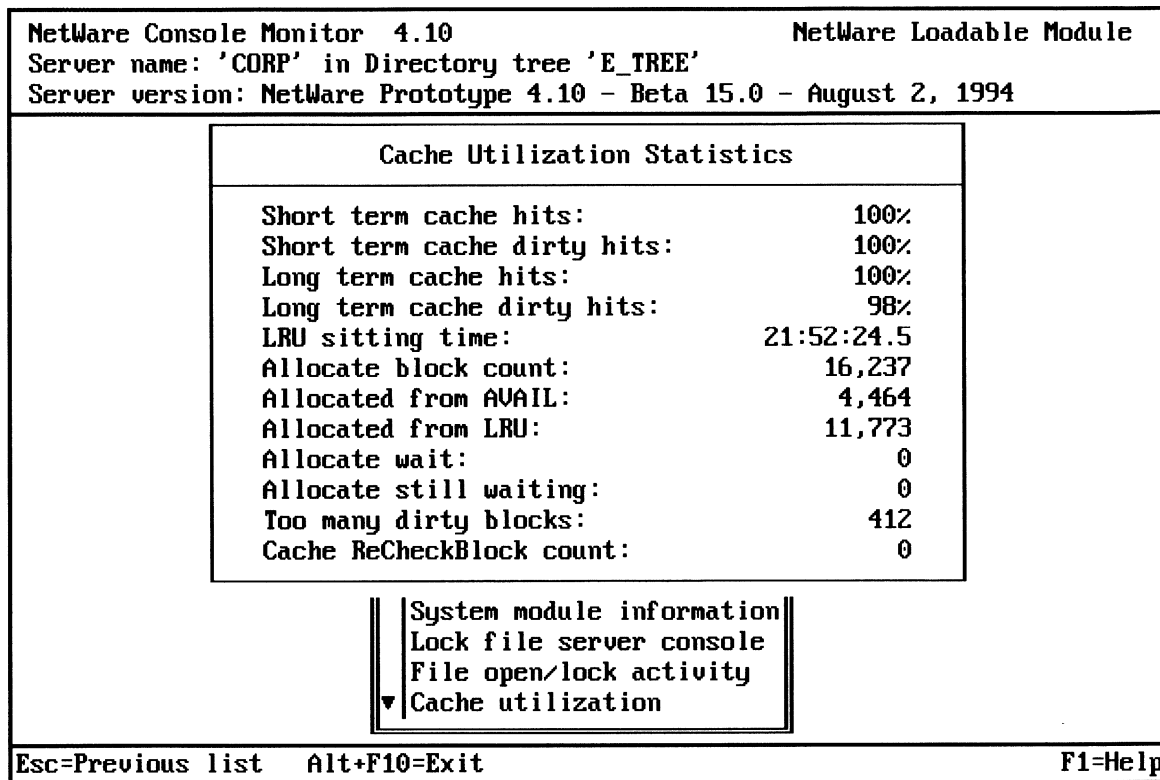 NetWare Console Monitor 4.10 NetWare Loadable Module
Server name: 'CORP' in Directory tree 'E_TREE'
Server version: NetWare Prototype 4.10 - Beta 15.0 - August 2, 1994
Cache Utilization Statistics
Short term cache hits: 100%
Short term cache dirty hits: 100%
Long term cache hits: 100%
Long term cache dirty hits: 98%
LRU sitting time: 21:52:24.5
Allocate block count: 16,237
Allocated from AVAIL: 4,464
Allocated from LRU: 11,773
Allocate wait: 0
Allocate still waiting: 0
Too many dirty blocks: 412
Cache ReCheckBlock count: 0
System module information
Lock file server console
File open/lock activity
▼ Cache utilization
Esc=Previous list Alt+F10=Exit F1=Help